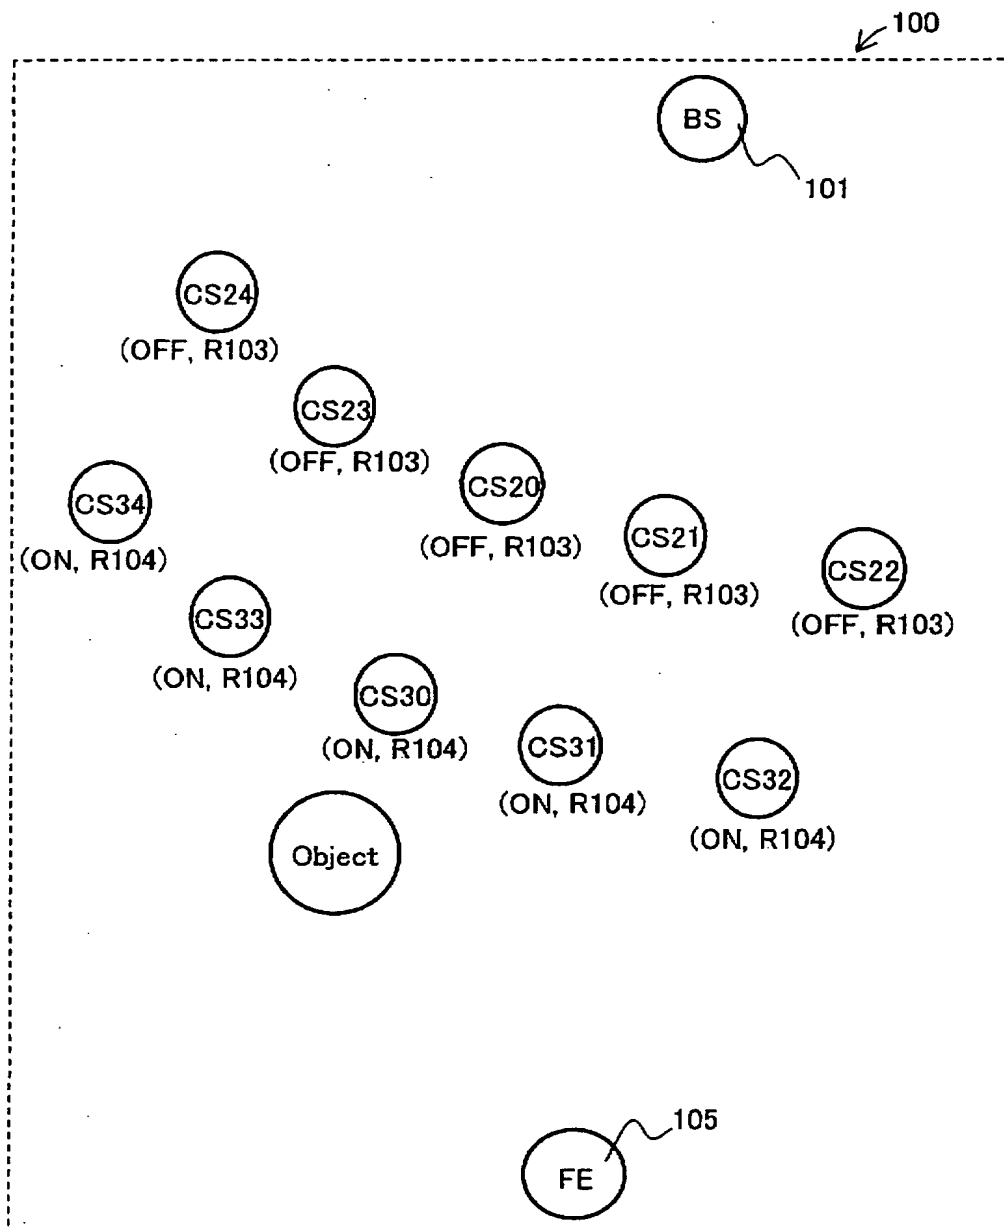 100
BS
101
CS24
(OFF, R103)
CS23
(OFF, R103)
CS20
(OFF, R103)
CS34
(ON, R104)
CS21
(OFF, R103)
CS22
(OFF, R103)
CS33
(ON, R104)
CS30
(ON, R104)
CS31
(ON, R104)
CS32
(ON, R104)
Object
105
FE